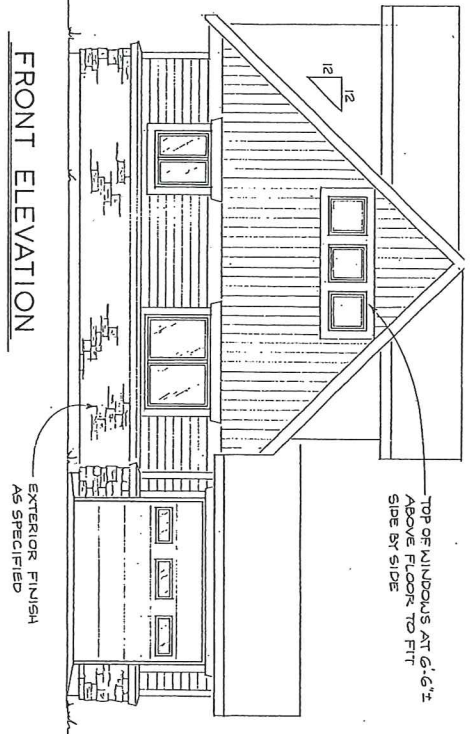 12
12
TOP OF WINDOWS AT 6'-6"±
ABOVE FLOOR TO FIT
SIDE BY SIDE
EXTERIOR FINISH
AS SPECIFIED
FRONT ELEVATION